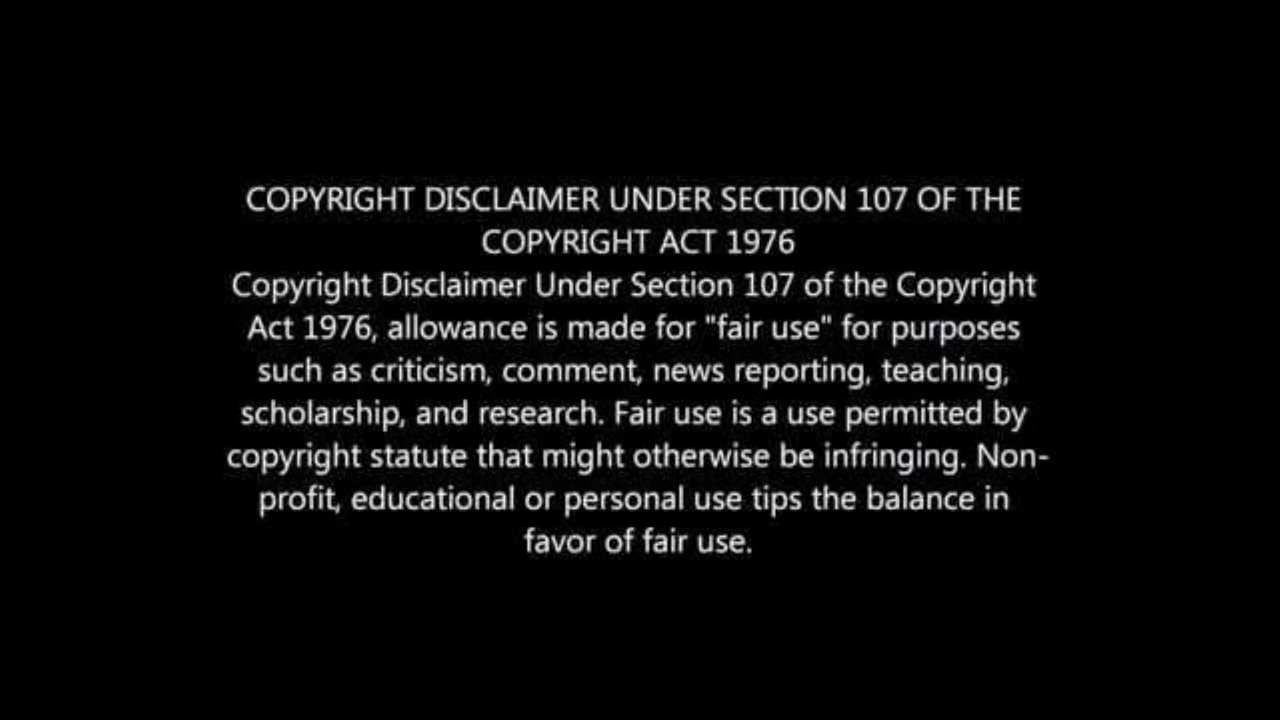 COPYRIGHT DISCLAIMER UNDER SECTION 107 OF THE
COPYRIGHT ACT 1976
Copyright Disclaimer Under Section 107 of the Copyright
Act 1976, allowance is made for "fair use" for purposes
such as criticism, comment, news reporting, teaching,
scholarship, and research. Fair use is a use permitted by
copyright statute that might otherwise be infringing. Non-
profit, educational or personal use tips the balance in
favor of fair use.